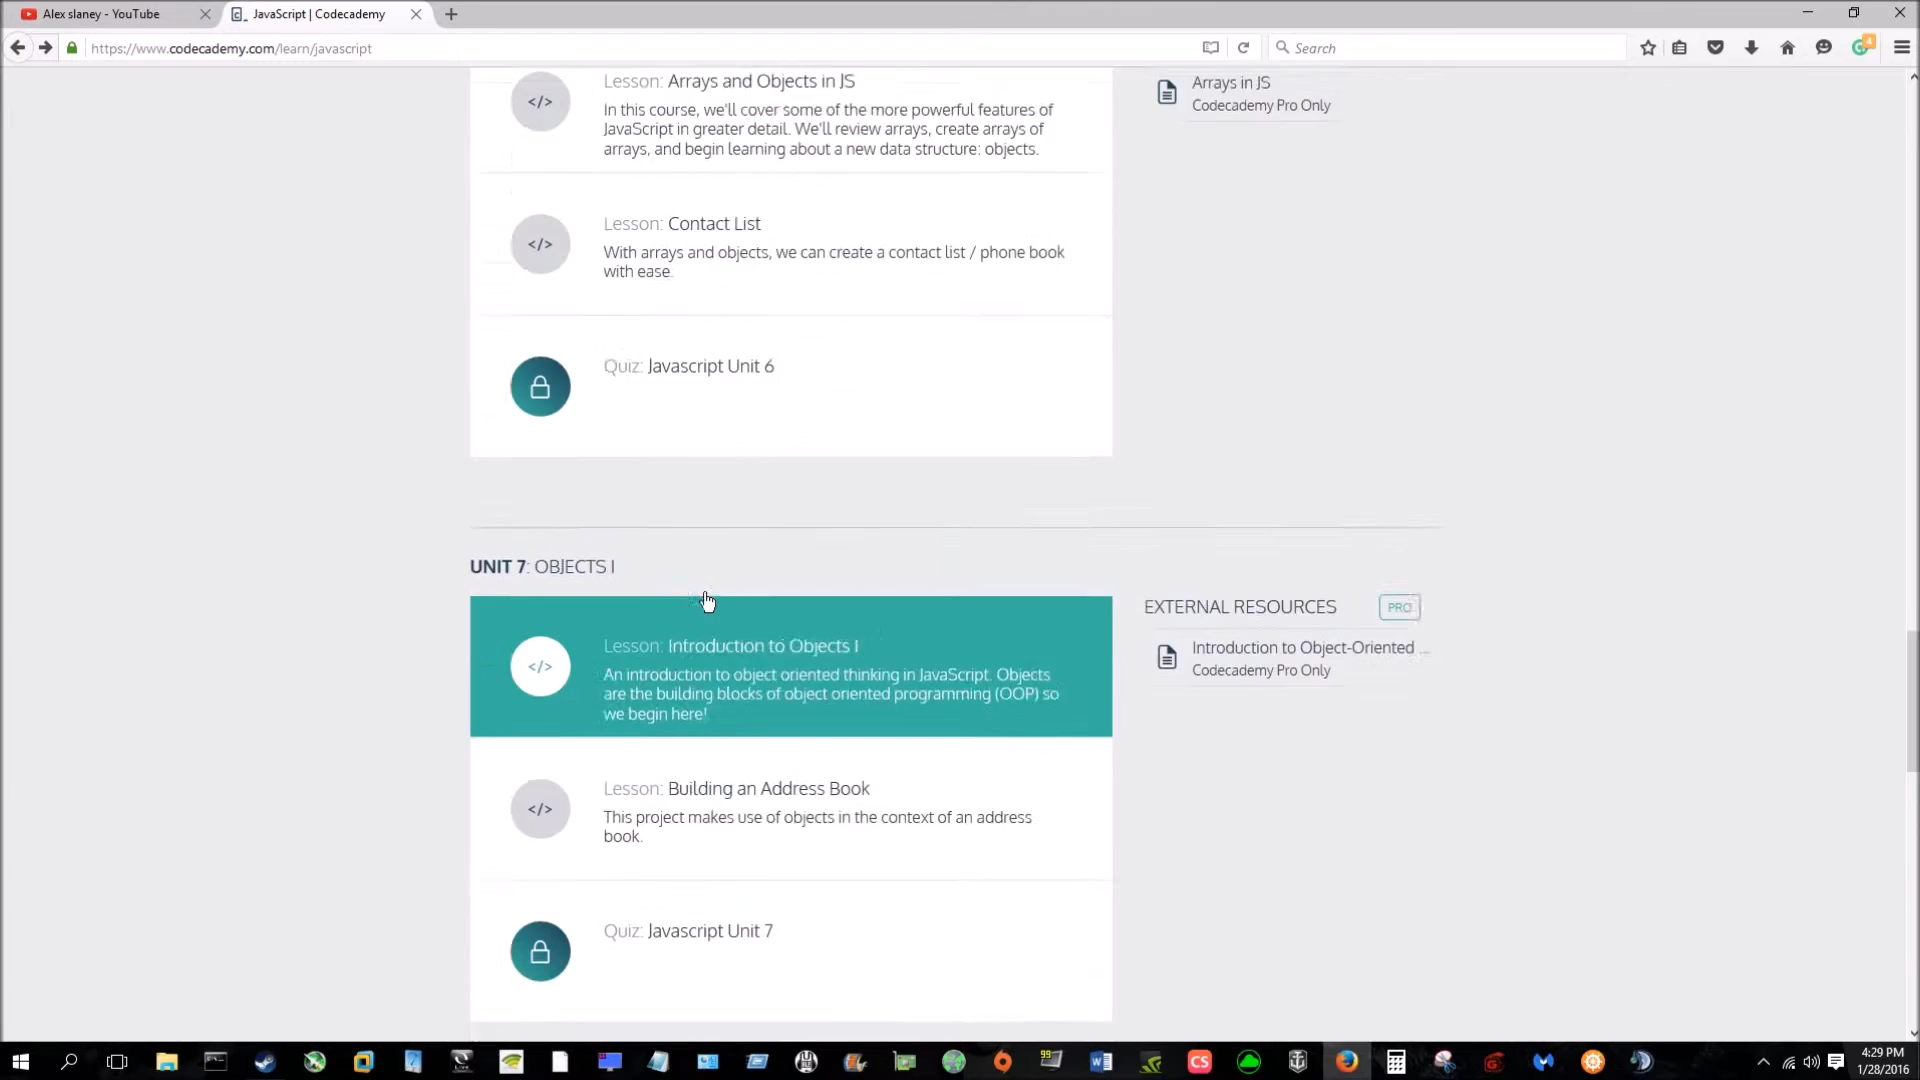 Alex slaney - YouTube
JavaScript | Codecademy
https://www.codecademy.com/learn/javascript
Search
4
Lesson: Arrays and Objects in JS
In this course, we'll cover some of the more powerful features of
JavaScript in greater detail. We'll review arrays, create arrays of
arrays, and begin learning about a new data structure: objects.
Arrays in JS
Codecademy Pro Only
</>
Lesson: Contact List
With arrays and objects, we can create a contact list / phone book
with ease.
</>
Quiz: Javascript Unit 6
UNIT 7: OBJECTS I
</>
Lesson: Introduction to Objects I
An introduction to object oriented thinking in JavaScript. Objects
are the building blocks of object oriented programming (OOP) so
we begin here!
EXTERNAL RESOURCES
PRO
Introduction to Object-Oriented ...
Codecademy Pro Only
</>
Lesson: Building an Address Book
This project makes use of objects in the context of an address
book.
Quiz: Javascript Unit 7
Live
99
CS
4:29 PM
1/28/2016